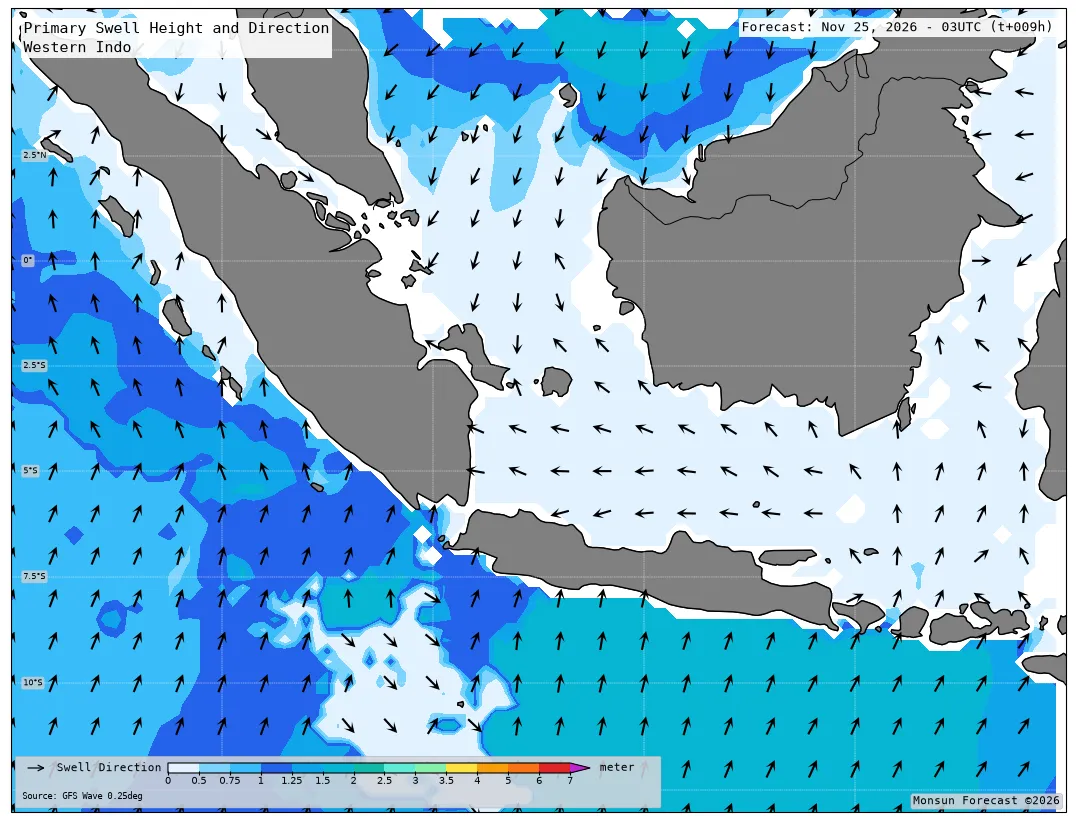 Primary Swell Height and Direction
Western Indo
Forecast: Nov 25, 2026 - 03UTC (t+009h)
2.5°N
0°
2.5°S
5°S
7.5°S
10°S
Swell Direction
0 0.5 0.75 1 1.25 1.5 2 2.5 3 3.5 4 5 6 7
meter
Source: GFS Wave 0.25deg
Monsun Forecast ©2026